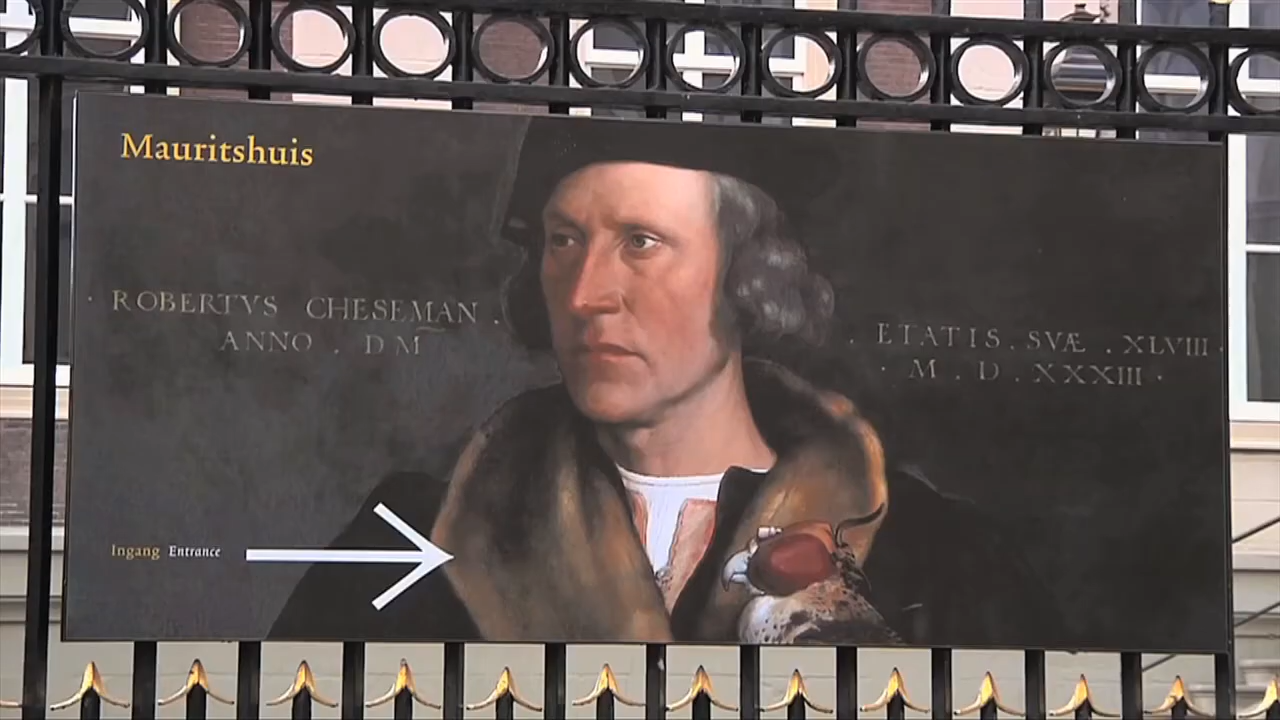 Mauritshuis
· ROBERTVS CHESEMAN .
ANNO . DM
. ETATIS . SVÆ . XLVIII ·
· M . D . XXXIII ·
Ingang Entrance